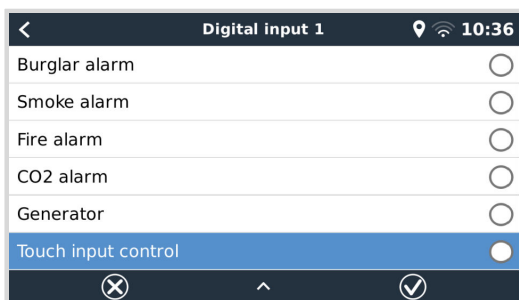 Digital input 1
10:36
Burglar alarm
Smoke alarm
Fire alarm
CO2 alarm
Generator
Touch input control